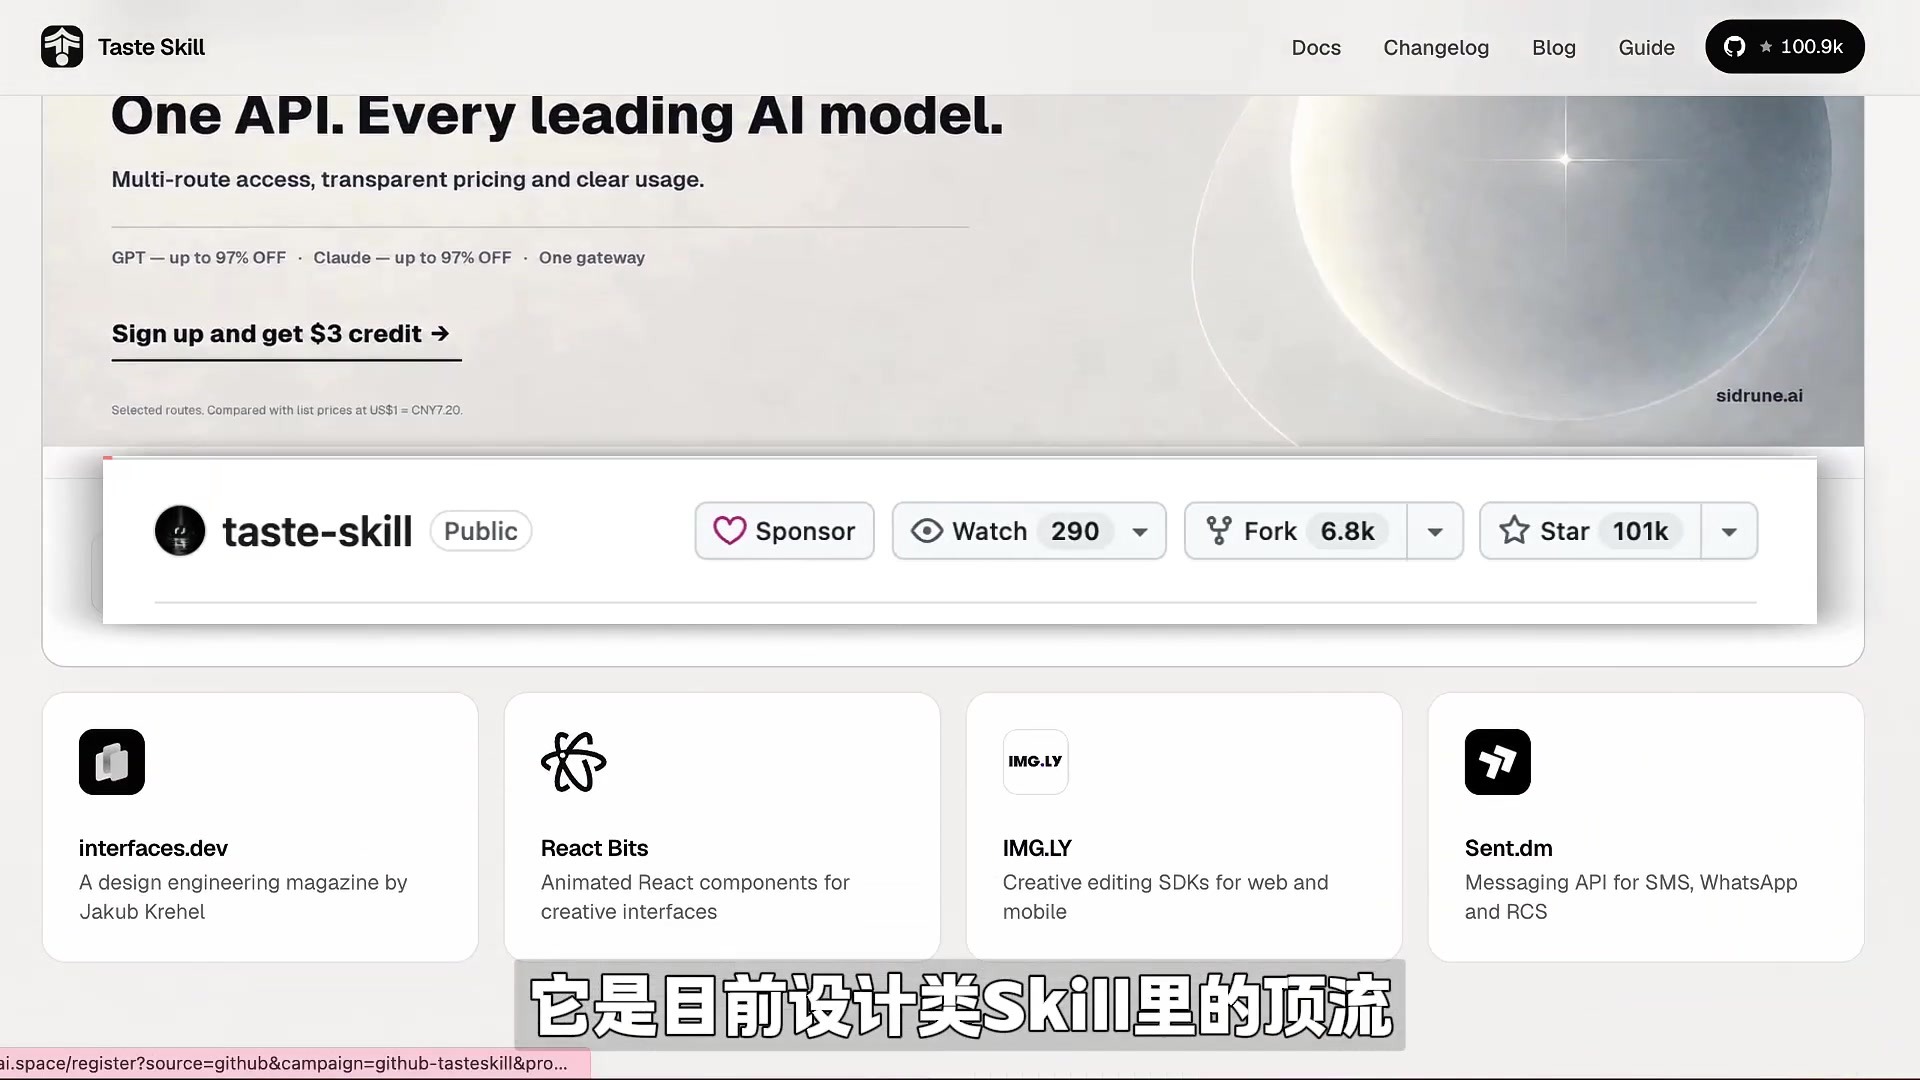 Taste Skill
Docs
Changelog
Blog
Guide
100.9k
One API. Every leading AI model.
Multi-route access, transparent pricing and clear usage.
GPT — up to 97% OFF · Claude — up to 97% OFF · One gateway
Sign up and get $3 credit →
Selected routes. Compared with list prices at US$1 = CNY7.20.
sidrune.ai
taste-skill
Public
Sponsor
Watch 290
Fork 6.8k
Star 101k
interfaces.dev
A design engineering magazine by
Jakub Krehel
React Bits
Animated React components for
creative interfaces
IMG.LY
IMG.LY
Creative editing SDKs for web and
mobile
Sent.dm
Messaging API for SMS, WhatsApp
and RCS
它是目前设计类Skill里的顶流
ai.space/register?source=github&campaign=github-tasteskill&pro...